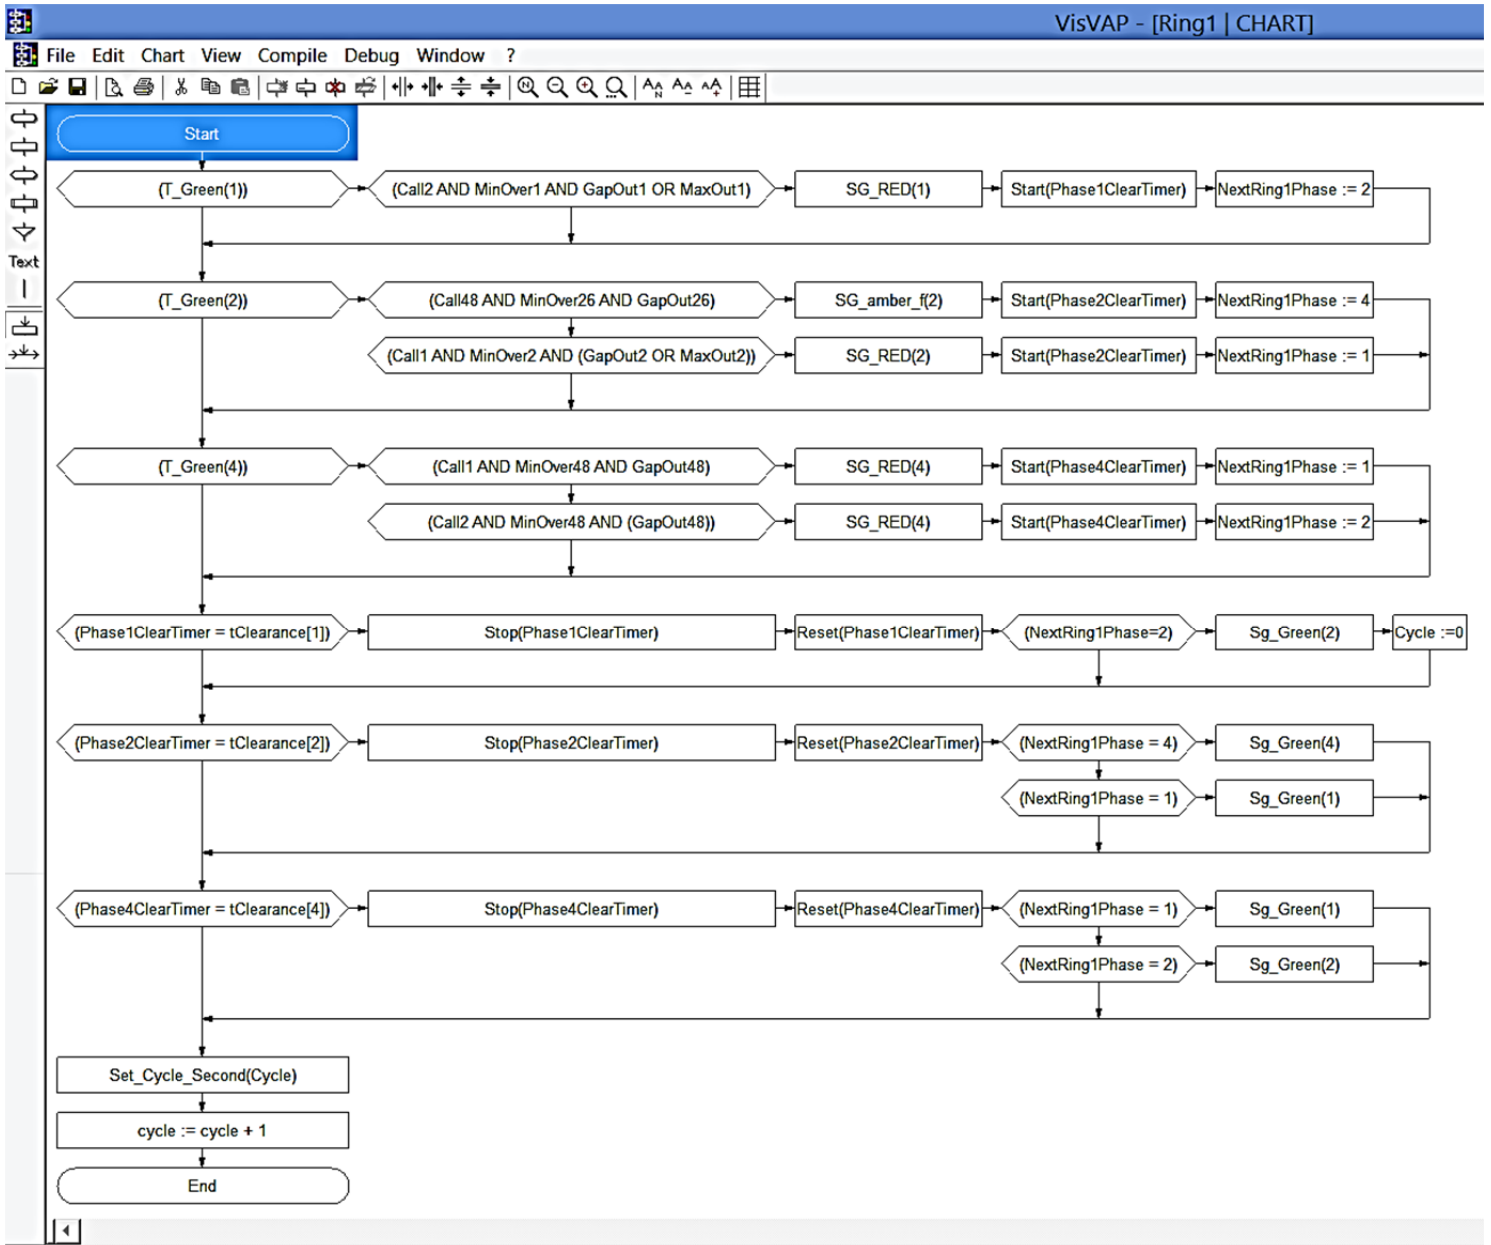 VisVAP - [Ring1 | CHART]
File Edit Chart View Compile Debug Window ?
Text
Start
(T_Green(1)) (Call2 AND MinOver1 AND GapOut1 OR MaxOut1) SG_RED(1) Start(Phase1ClearTimer) NextRing1Phase := 2
(T_Green(2)) (Call48 AND MinOver26 AND GapOut26) SG_amber_f(2) Start(Phase2ClearTimer) NextRing1Phase := 4
(Call1 AND MinOver2 AND (GapOut2 OR MaxOut2)) SG_RED(2) Start(Phase2ClearTimer) NextRing1Phase := 1
(T_Green(4)) (Call1 AND MinOver48 AND GapOut48) SG_RED(4) Start(Phase4ClearTimer) NextRing1Phase := 1
(Call2 AND MinOver48 AND (GapOut48)) SG_RED(4) Start(Phase4ClearTimer) NextRing1Phase := 2
(Phase1ClearTimer = tClearance[1]) Stop(Phase1ClearTimer) Reset(Phase1ClearTimer) (NextRing1Phase=2) Sg_Green(2) Cycle :=0
(Phase2ClearTimer = tClearance[2]) Stop(Phase2ClearTimer) Reset(Phase2ClearTimer) (NextRing1Phase = 4) Sg_Green(4)
(NextRing1Phase = 1) Sg_Green(1)
(Phase4ClearTimer = tClearance[4]) Stop(Phase4ClearTimer) Reset(Phase4ClearTimer) (NextRing1Phase = 1) Sg_Green(1)
(NextRing1Phase = 2) Sg_Green(2)
Set_Cycle_Second(Cycle)
cycle := cycle + 1
End